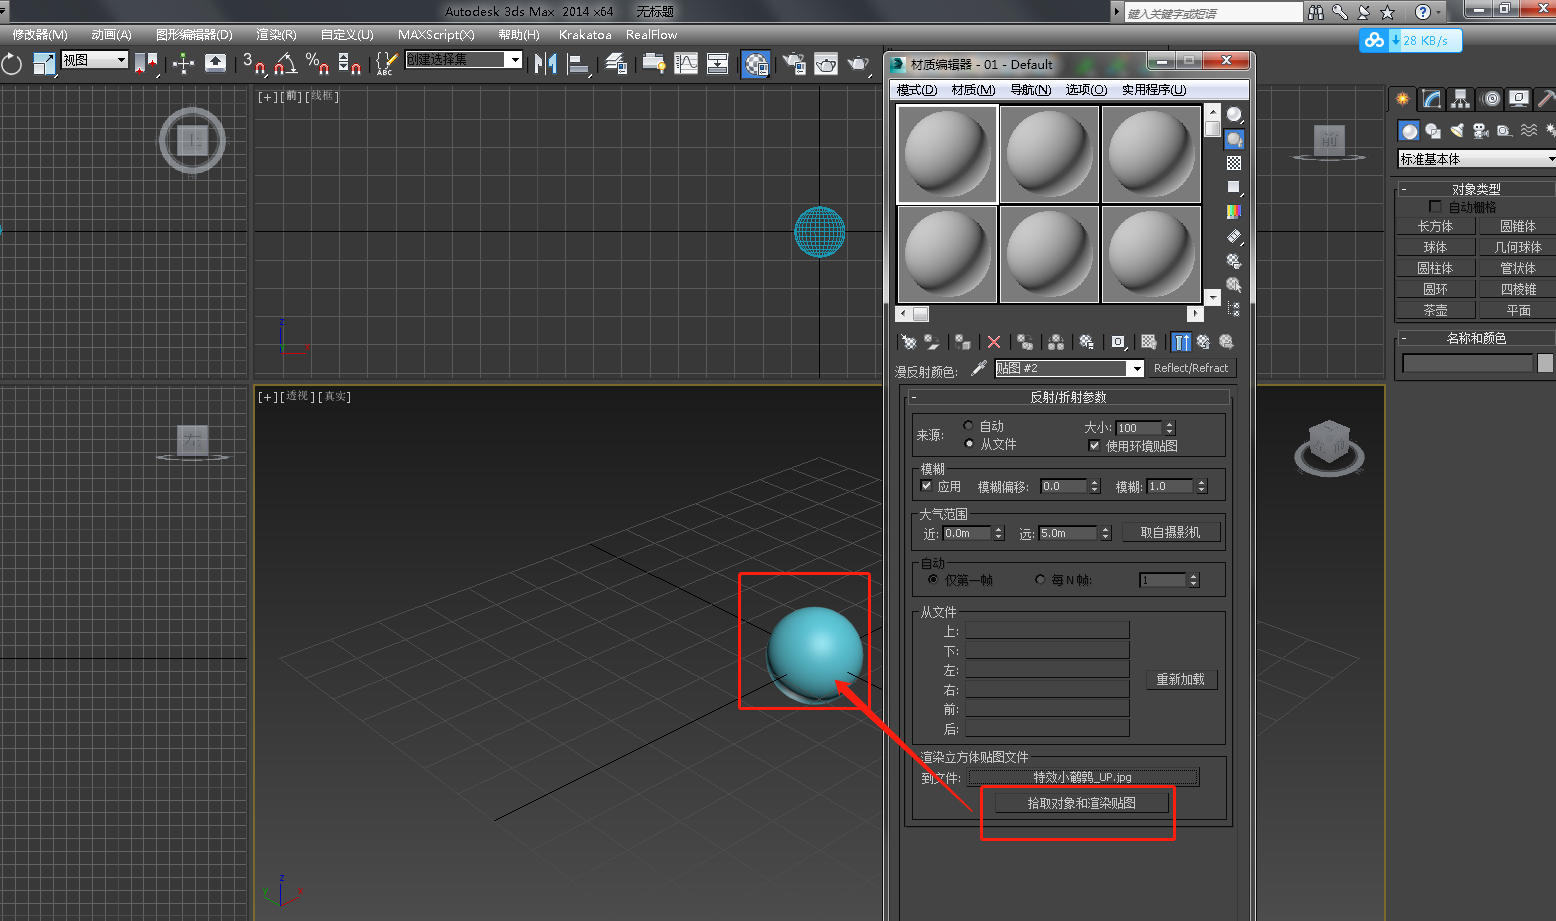 Autodesk 3ds Max 2014 x64 无标题
键入关键字或短语
修改器(M) 动画(A) 图形编辑器(D) 渲染(R) 自定义(U) MAXScript(X) 帮助(H) Krakatoa RealFlow
28 KB/s
视图
3
%
ABC
创建选择集
材质编辑器 - 01 - Default
模式(D) 材质(M) 导航(N) 选项(O) 实用程序(U)
[+][前][线框]
上
前
标准基本体
对象类型
自动栅格
长方体 圆锥体
球体 几何球体
圆柱体 管状体
圆环 四棱锥
茶壶 平面
名称和颜色
z
x
漫反射颜色: 贴图 #2 Reflect/Refract
[+][透视][真实]
左
前
反射/折射参数
来源: 自动 大小: 100
从文件 使用环境贴图
模糊
应用 模糊偏移: 0.0 模糊: 1.0
大气范围
近: 0.0m 远: 5.0m 取自摄影机
自动
仅第一帧 每 N 帧: 1
从文件
上:
下:
左:
右:
前:
后:
重新加载
渲染立方体贴图文件
到文件: 特效小鹌鹑_UP.jpg
拾取对象和渲染贴图
z
y
x